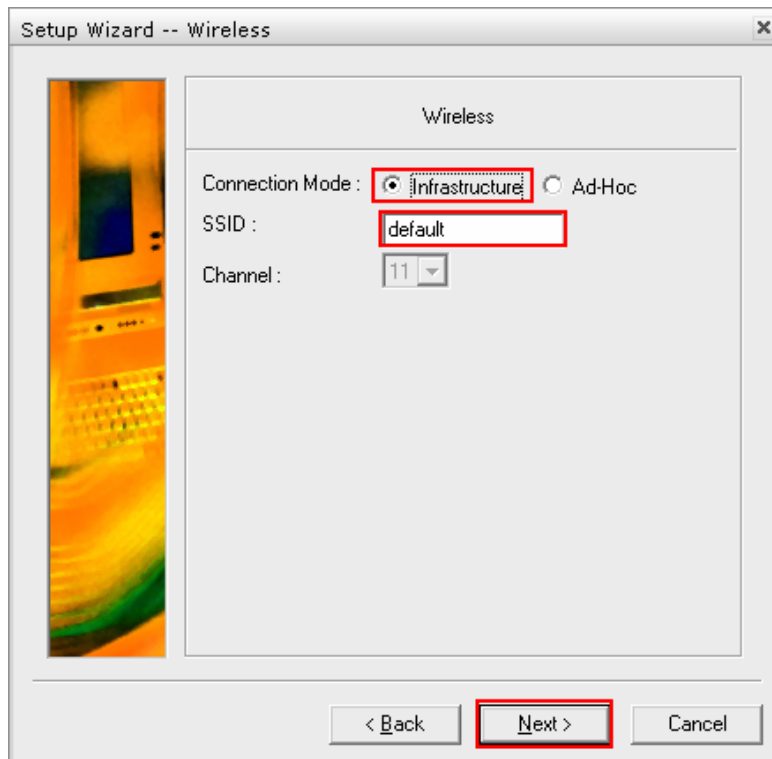 Setup Wizard -- Wireless
Wireless
Connection Mode : Infrastructure Ad-Hoc
SSID : default
Channel : 11
< Back Next > Cancel